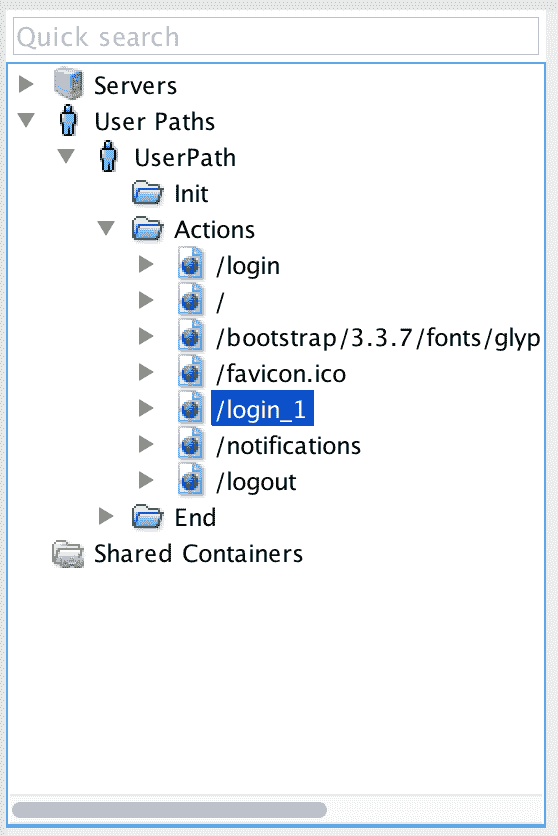 Quick search
Servers
User Paths
UserPath
Init
Actions
/login
/
/bootstrap/3.3.7/fonts/glyp
/favicon.ico
/login_1
/notifications
/logout
End
Shared Containers